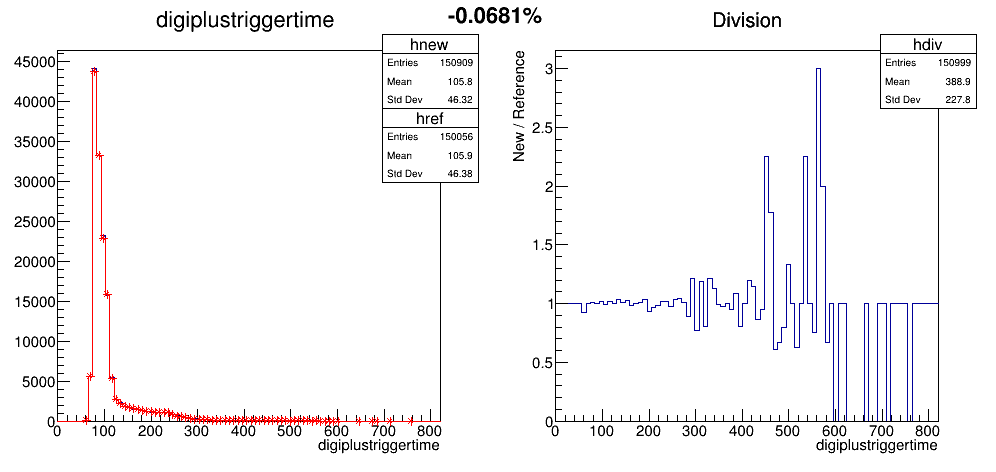 -0.0681%
digiplustriggertime
hnew
Entries 150909
Mean 105.8
Std Dev 46.32
href
Entries 150056
Mean 105.9
Std Dev 46.38
45000
40000
35000
30000
25000
20000
15000
10000
5000
0
0 100 200 300 400 500 600 700 800
digiplustriggertime
Division
hdiv
Entries 150999
Mean 388.9
Std Dev 227.8
New / Reference
3
2.5
2
1.5
1
0.5
0
0 100 200 300 400 500 600 700 800
digiplustriggertime